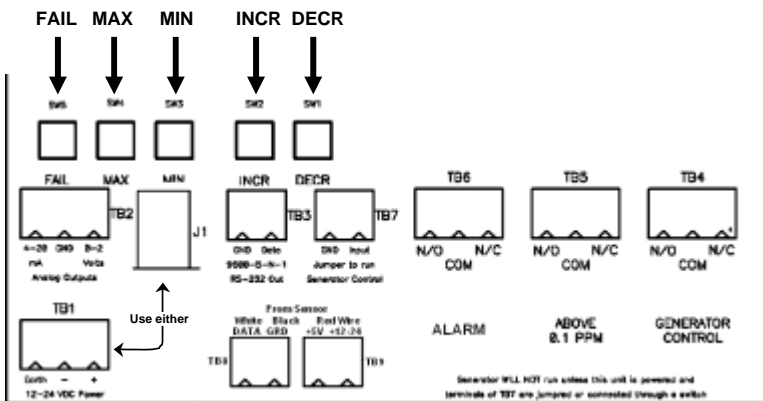 FAIL MAX MIN INCR DECR
SW5 SW4 SW3 SW2 SW1
FAIL MAX MIN INCR DECR
TB6 TB5 TB4
TB2 J1 TB3 TB7
4-20 GND 0-2
mA Volts
Analog Outputs
GND Data
9600-8-N-1
RS-232 Out
GND Input
Jumper to run
Generator Control
N/O N/C N/O N/C N/O N/C
COM COM COM
TB1
Use either
From Sensor
White Black Red Wire
DATA GRD +5V +12-24
TB8 TB9
ALARM
ABOVE
0.1 PPM
GENERATOR
CONTROL
Earth - +
12-24 VDC Power
Generator WILL NOT run unless this unit is powered and
terminals of TB7 are jumpered or connected through a switch